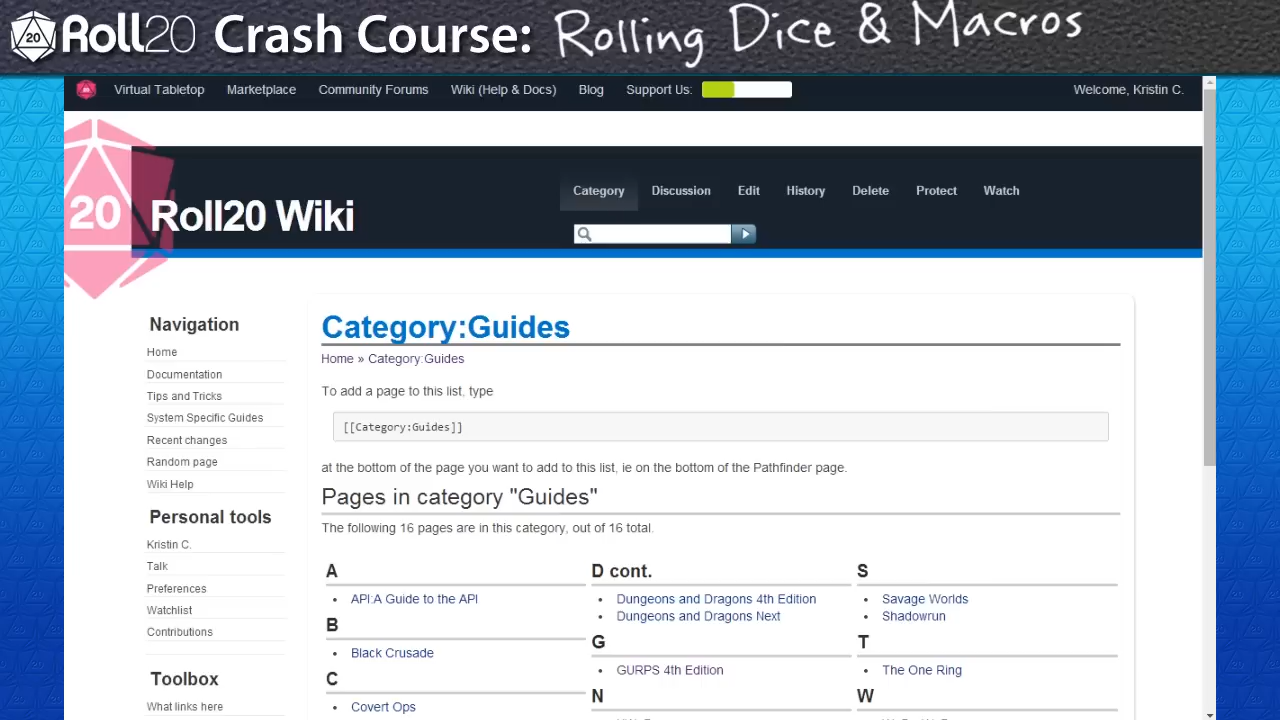 20 Roll20 Crash Course: Rolling Dice & Macros
Virtual Tabletop Marketplace Community Forums Wiki (Help & Docs) Blog Support Us: Welcome, Kristin C.
Category Discussion Edit History Delete Protect Watch
20 Roll20 Wiki
Navigation
Home
Documentation
Tips and Tricks
System Specific Guides
Recent changes
Random page
Wiki Help
Personal tools
Kristin C.
Talk
Preferences
Watchlist
Contributions
Toolbox
What links here
Category:Guides
Home » Category:Guides
To add a page to this list, type
[[Category:Guides]]
at the bottom of the page you want to add to this list, ie on the bottom of the Pathfinder page.
Pages in category "Guides"
The following 16 pages are in this category, out of 16 total.
A
• API:A Guide to the API
B
• Black Crusade
C
• Covert Ops
D cont.
• Dungeons and Dragons 4th Edition
• Dungeons and Dragons Next
G
• GURPS 4th Edition
N
S
• Savage Worlds
• Shadowrun
T
• The One Ring
W